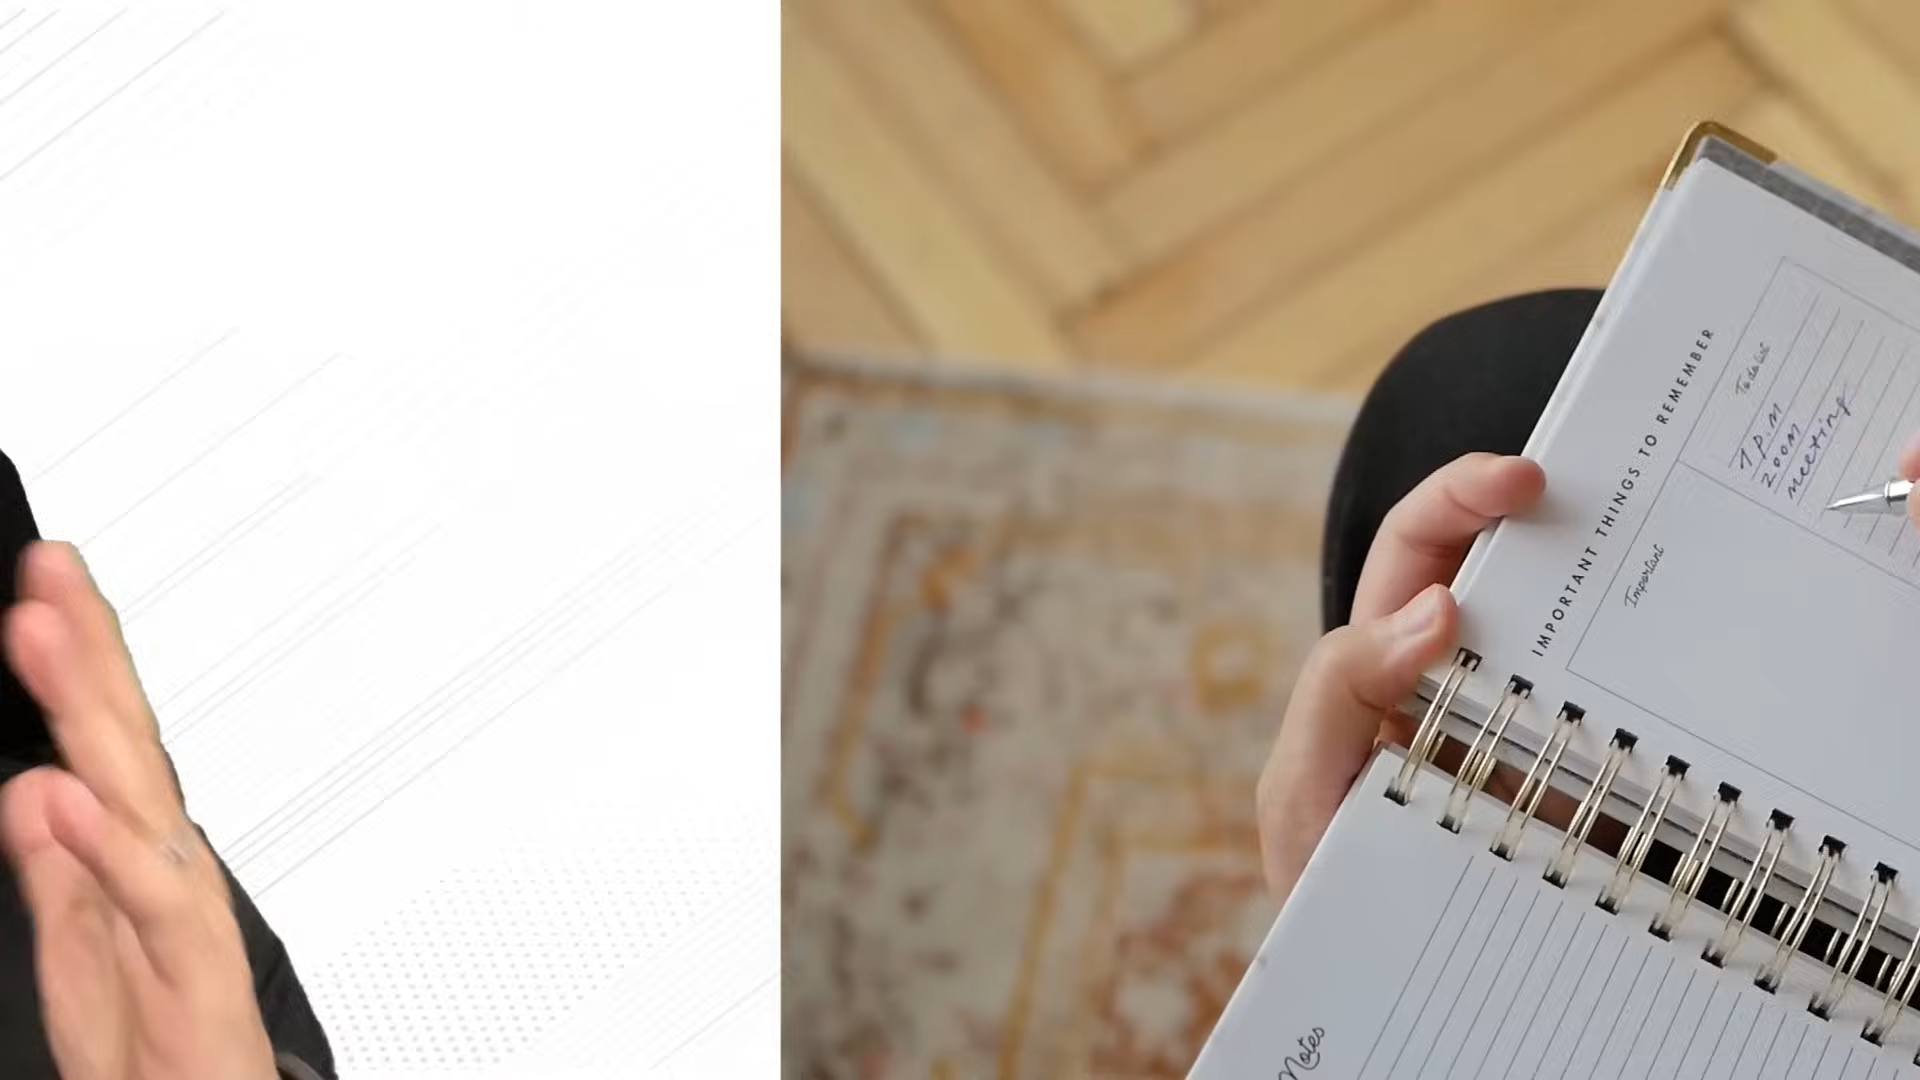 IMPORTANT THINGS TO REMEMBER
To do list
1 P.M
zoom
meeting
Important
Notes